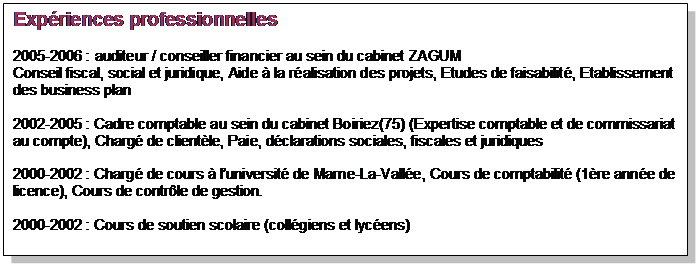 Expériences professionnelles
2005-2006 : auditeur / conseiller financier au sein du cabinet ZAGUM
Conseil fiscal, social et juridique, Aide à la réalisation des projets, Etudes de faisabilité, Etablissement
des business plan
2002-2005 : Cadre comptable au sein du cabinet Boiriez(75) (Expertise comptable et de commissariat
au compte), Chargé de clientèle, Paie, déclarations sociales, fiscales et juridiques
2000-2002 : Chargé de cours à l'université de Marne-La-Vallée, Cours de comptabilité (1ère année de
licence), Cours de contrôle de gestion.
2000-2002 : Cours de soutien scolaire (collégiens et lycéens)